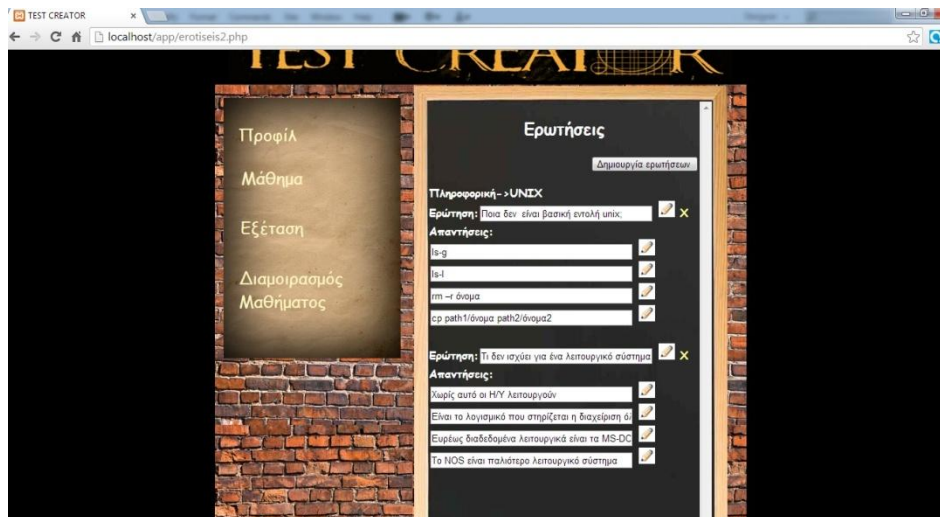 TEST CREATOR
localhost/app/erotiseis2.php
TEST CREATOR
Προφίλ
Μάθημα
Εξέταση
Διαμοιρασμός
Μαθήματος
Ερωτήσεις
Δημιουργία ερωτήσεων
Πληροφορική->UNIX
Ερώτηση: Ποια δεν είναι βασική εντολή unix; X
Απαντήσεις:
ls-g
ls-l
rm –r όνομα
cp path1/όνομα path2/όνομα2
Ερώτηση: Τι δεν ισχύει για ένα λειτουργικό σύστημα X
Απαντήσεις:
Χωρίς αυτό οι Η/Υ λειτουργούν
Είναι το λογισμικό που στηρίζεται η διαχείριση
Ευρέως διαδεδομένα λειτουργικά είναι τα MS-DO
Το NOS είναι παλιότερο λειτουργικό σύστημα